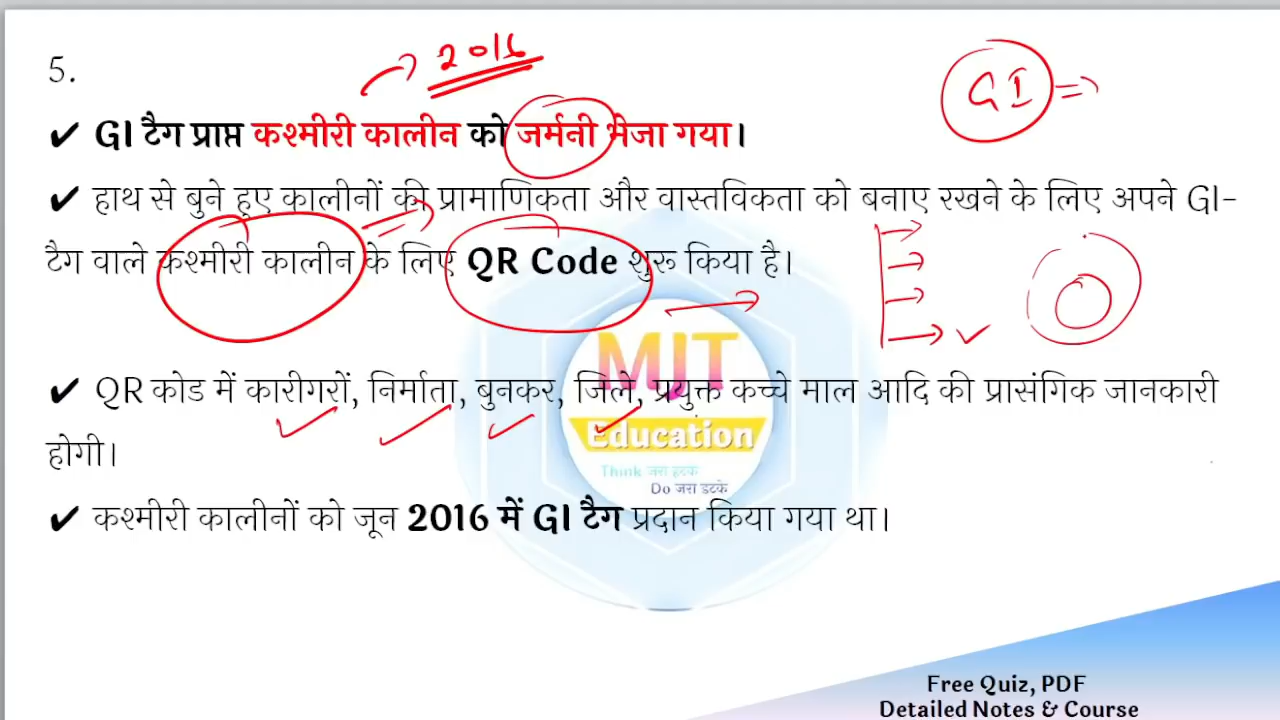 5.
2016
GI
✔ GI टैग प्राप्त कश्मीरी कालीन को जर्मनी भेजा गया।
✔ हाथ से बुने हुए कालीनों की प्रामाणिकता और वास्तविकता को बनाए रखने के लिए अपने GI-
टैग वाले कश्मीरी कालीन के लिए QR Code शुरू किया है।
✔ QR कोड में कारीगरों, निर्माता, बुनकर, जिले, प्रयुक्त कच्चे माल आदि की प्रासंगिक जानकारी
होगी।
✔ कश्मीरी कालीनों को जून 2016 में GI टैग प्रदान किया गया था।
MJT
Education
Think जरा हटके
Do जरा डटके
Free Quiz, PDF
Detailed Notes & Course